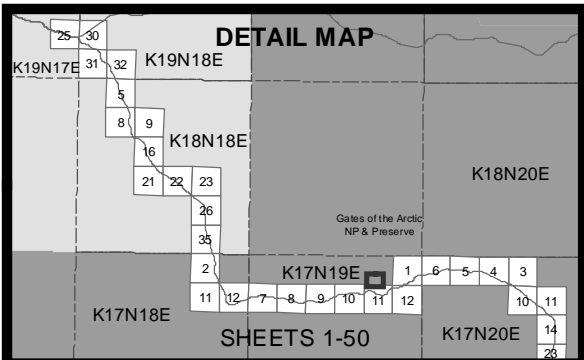 DETAIL MAP
25 30
K19N17E 31 32 K19N18E
5
8 9
K18N18E
16
21 22 23
K18N20E
26
Gates of the Arctic
NP & Preserve
35
2 K17N19E 1 6 5 4 3
11 12 7 8 9 10 11 12 10 11
K17N18E
SHEETS 1-50
K17N20E
14
23